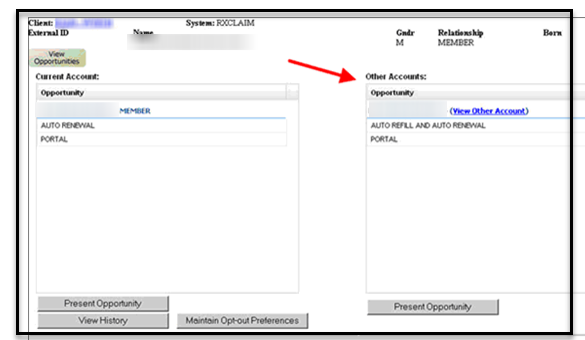 Client: System: RXCLAIM
External ID Name Gndr Relationship Born
M MEMBER
View
Opportunities
Current Account: Other Accounts:
Opportunity Opportunity
MEMBER (View Other Account)
AUTO RENEWAL AUTO REFILL AND AUTO RENEWAL
PORTAL PORTAL
Present Opportunity Present Opportunity
View History Maintain Opt-out Preferences